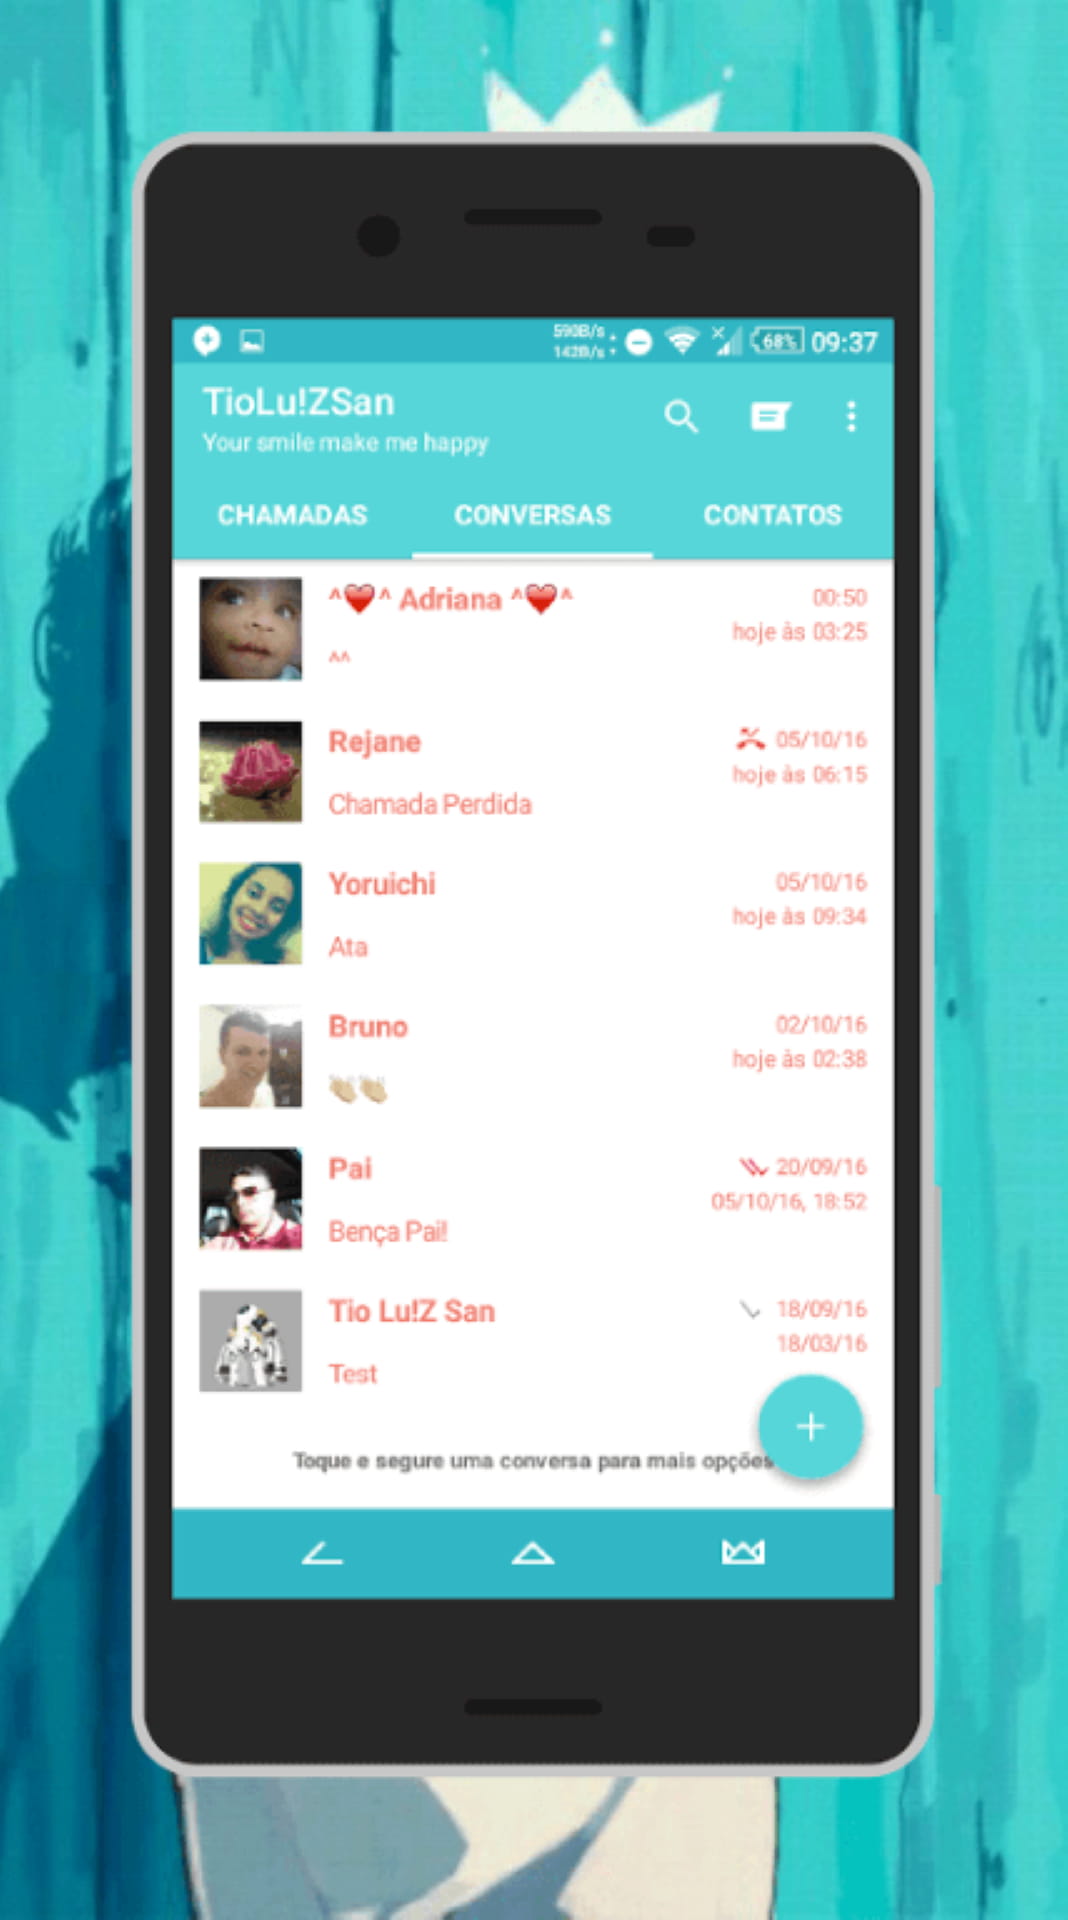 590B/s
142B/s
68%
09:37
TioLu!ZSan
Your smile make me happy
CHAMADAS CONVERSAS CONTATOS
^❤^ Adriana ^❤^ 00:50
hoje às 03:25
^^
Rejane 05/10/16
hoje às 06:15
Chamada Perdida
Yoruichi 05/10/16
hoje às 09:34
Ata
Bruno 02/10/16
hoje às 02:38
👏👏
Pai 20/09/16
05/10/16, 18:52
Bença Pai!
Tio Lu!Z San 18/09/16
18/03/16
Test
Toque e segure uma conversa para mais opções